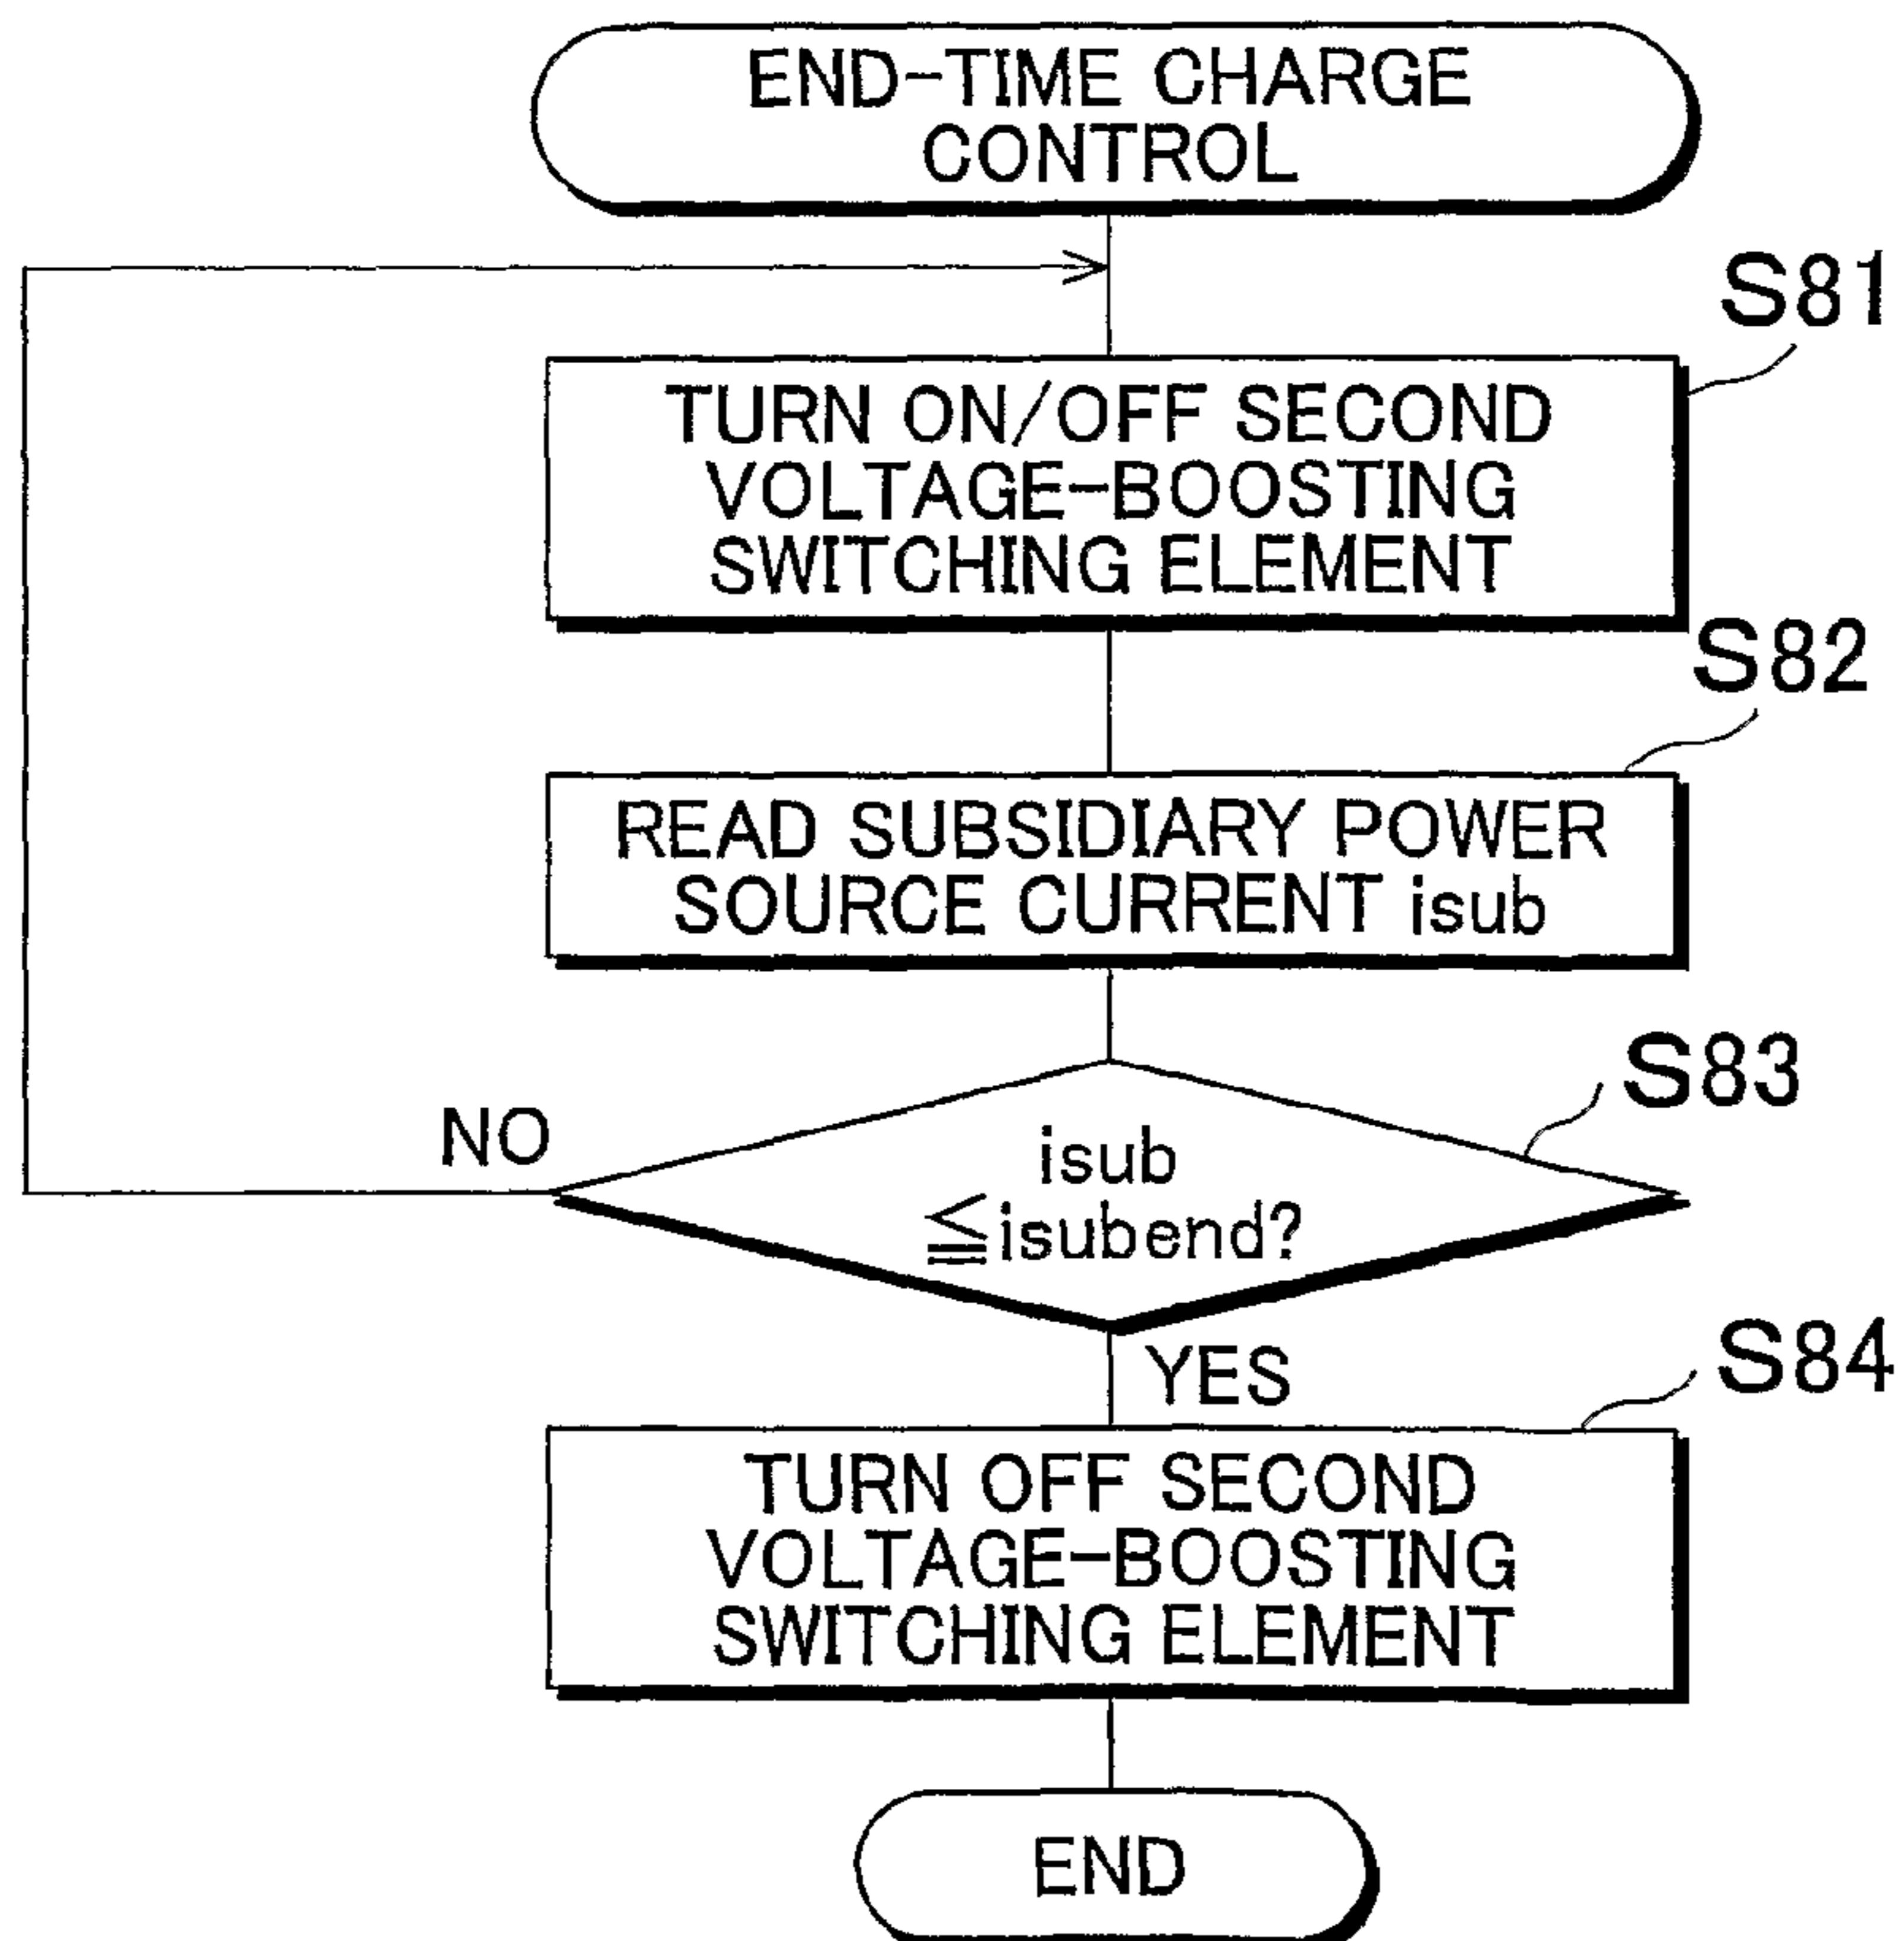 END-TIME CHARGE
CONTROL
S81
TURN ON/OFF SECOND
VOLTAGE-BOOSTING
SWITCHING ELEMENT
S82
READ SUBSIDIARY POWER
SOURCE CURRENT isub
S83
NO
isub
≦isubend?
YES
S84
TURN OFF SECOND
VOLTAGE-BOOSTING
SWITCHING ELEMENT
END